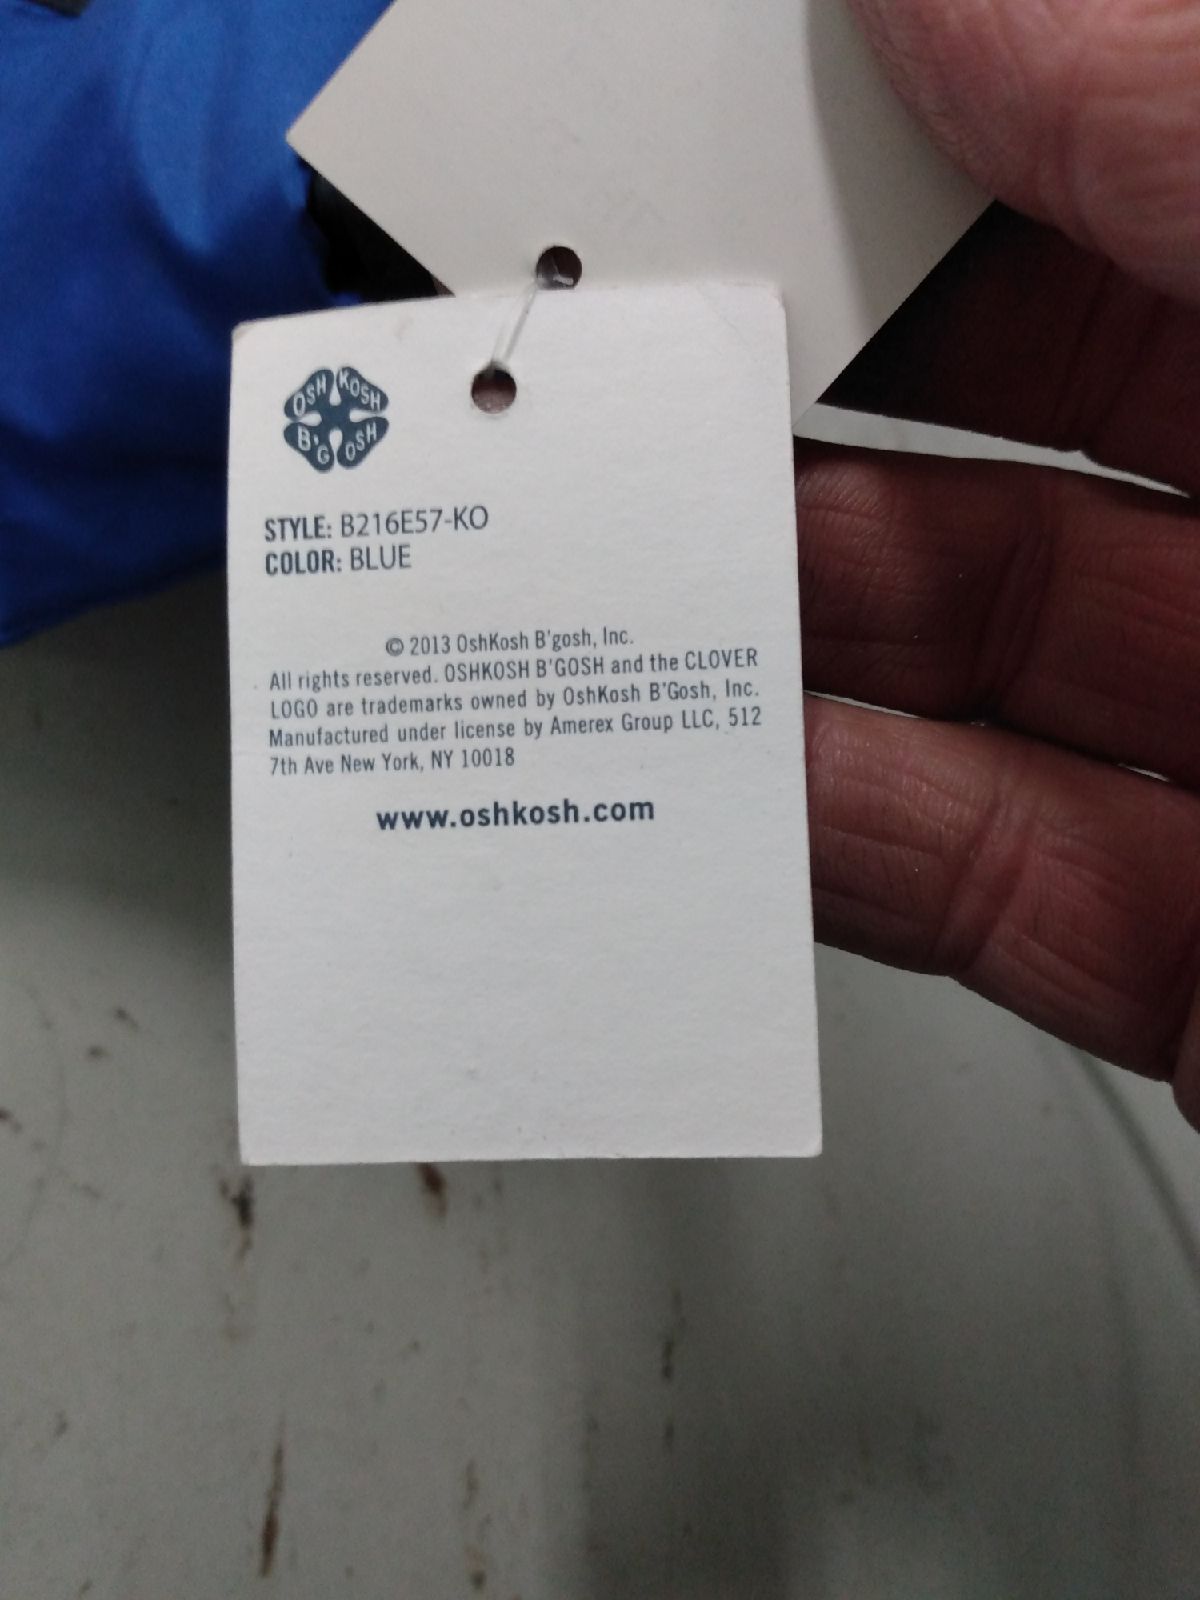 OSH KOSH
B'G OSH
STYLE: B216E57-KO
COLOR: BLUE
© 2013 OshKosh B'gosh, Inc.
All rights reserved. OSHKOSH B'GOSH and the CLOVER
LOGO are trademarks owned by OshKosh B'Gosh, Inc.
Manufactured under license by Amerex Group LLC, 512
7th Ave New York, NY 10018
www.oshkosh.com